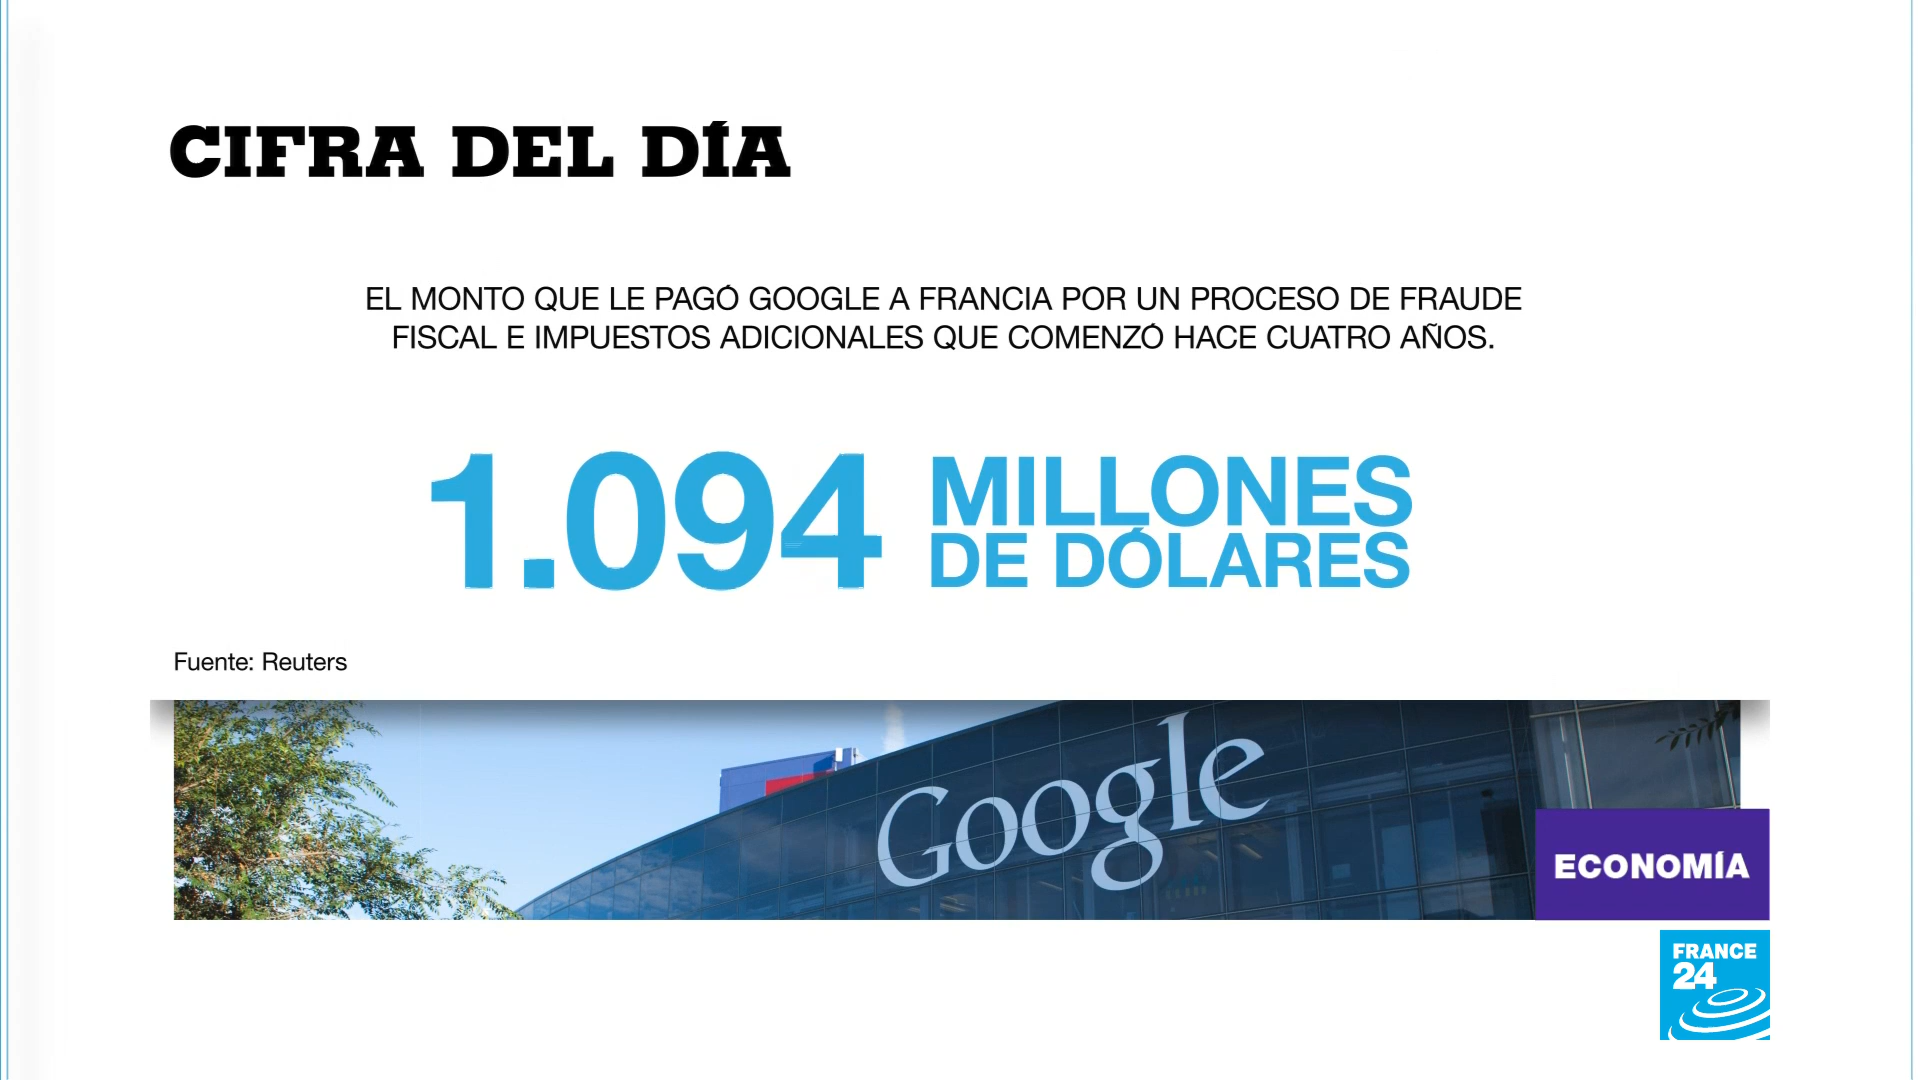 CIFRA DEL DÍA
EL MONTO QUE LE PAGÓ GOOGLE A FRANCIA POR UN PROCESO DE FRAUDE
FISCAL E IMPUESTOS ADICIONALES QUE COMENZÓ HACE CUATRO AÑOS.
1.094 MILLONES
DE DÓLARES
Fuente: Reuters
Google
ECONOMÍA
FRANCE
24